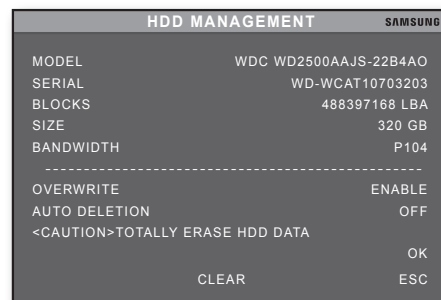 HDD MANAGEMENT SAMSUNG
MODEL WDC WD2500AAJS-22B4AO
SERIAL WD-WCAT10703203
BLOCKS 488397168 LBA
SIZE 320 GB
BANDWIDTH P104
------------------------------------------------
OVERWRITE ENABLE
AUTO DELETION OFF
<CAUTION>TOTALLY ERASE HDD DATA
OK
CLEAR ESC